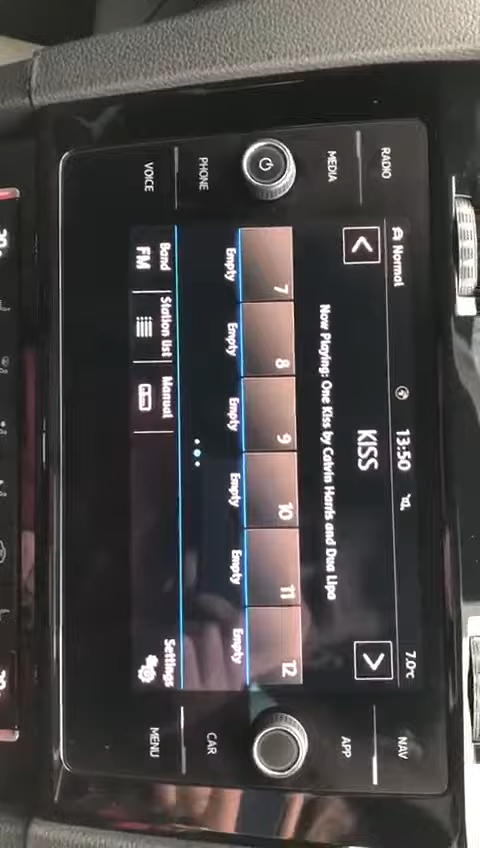 RADIO
MEDIA
PHONE
VOICE
Normal
13:50
7.0°C
KISS
Now Playing: One Kiss by Calvin Harris and Dua Lipa
7 8 9 10 11 12
Empty Empty Empty Empty Empty Empty
Band Station List Manual Settings
FM
NAV
APP
CAR
MENU